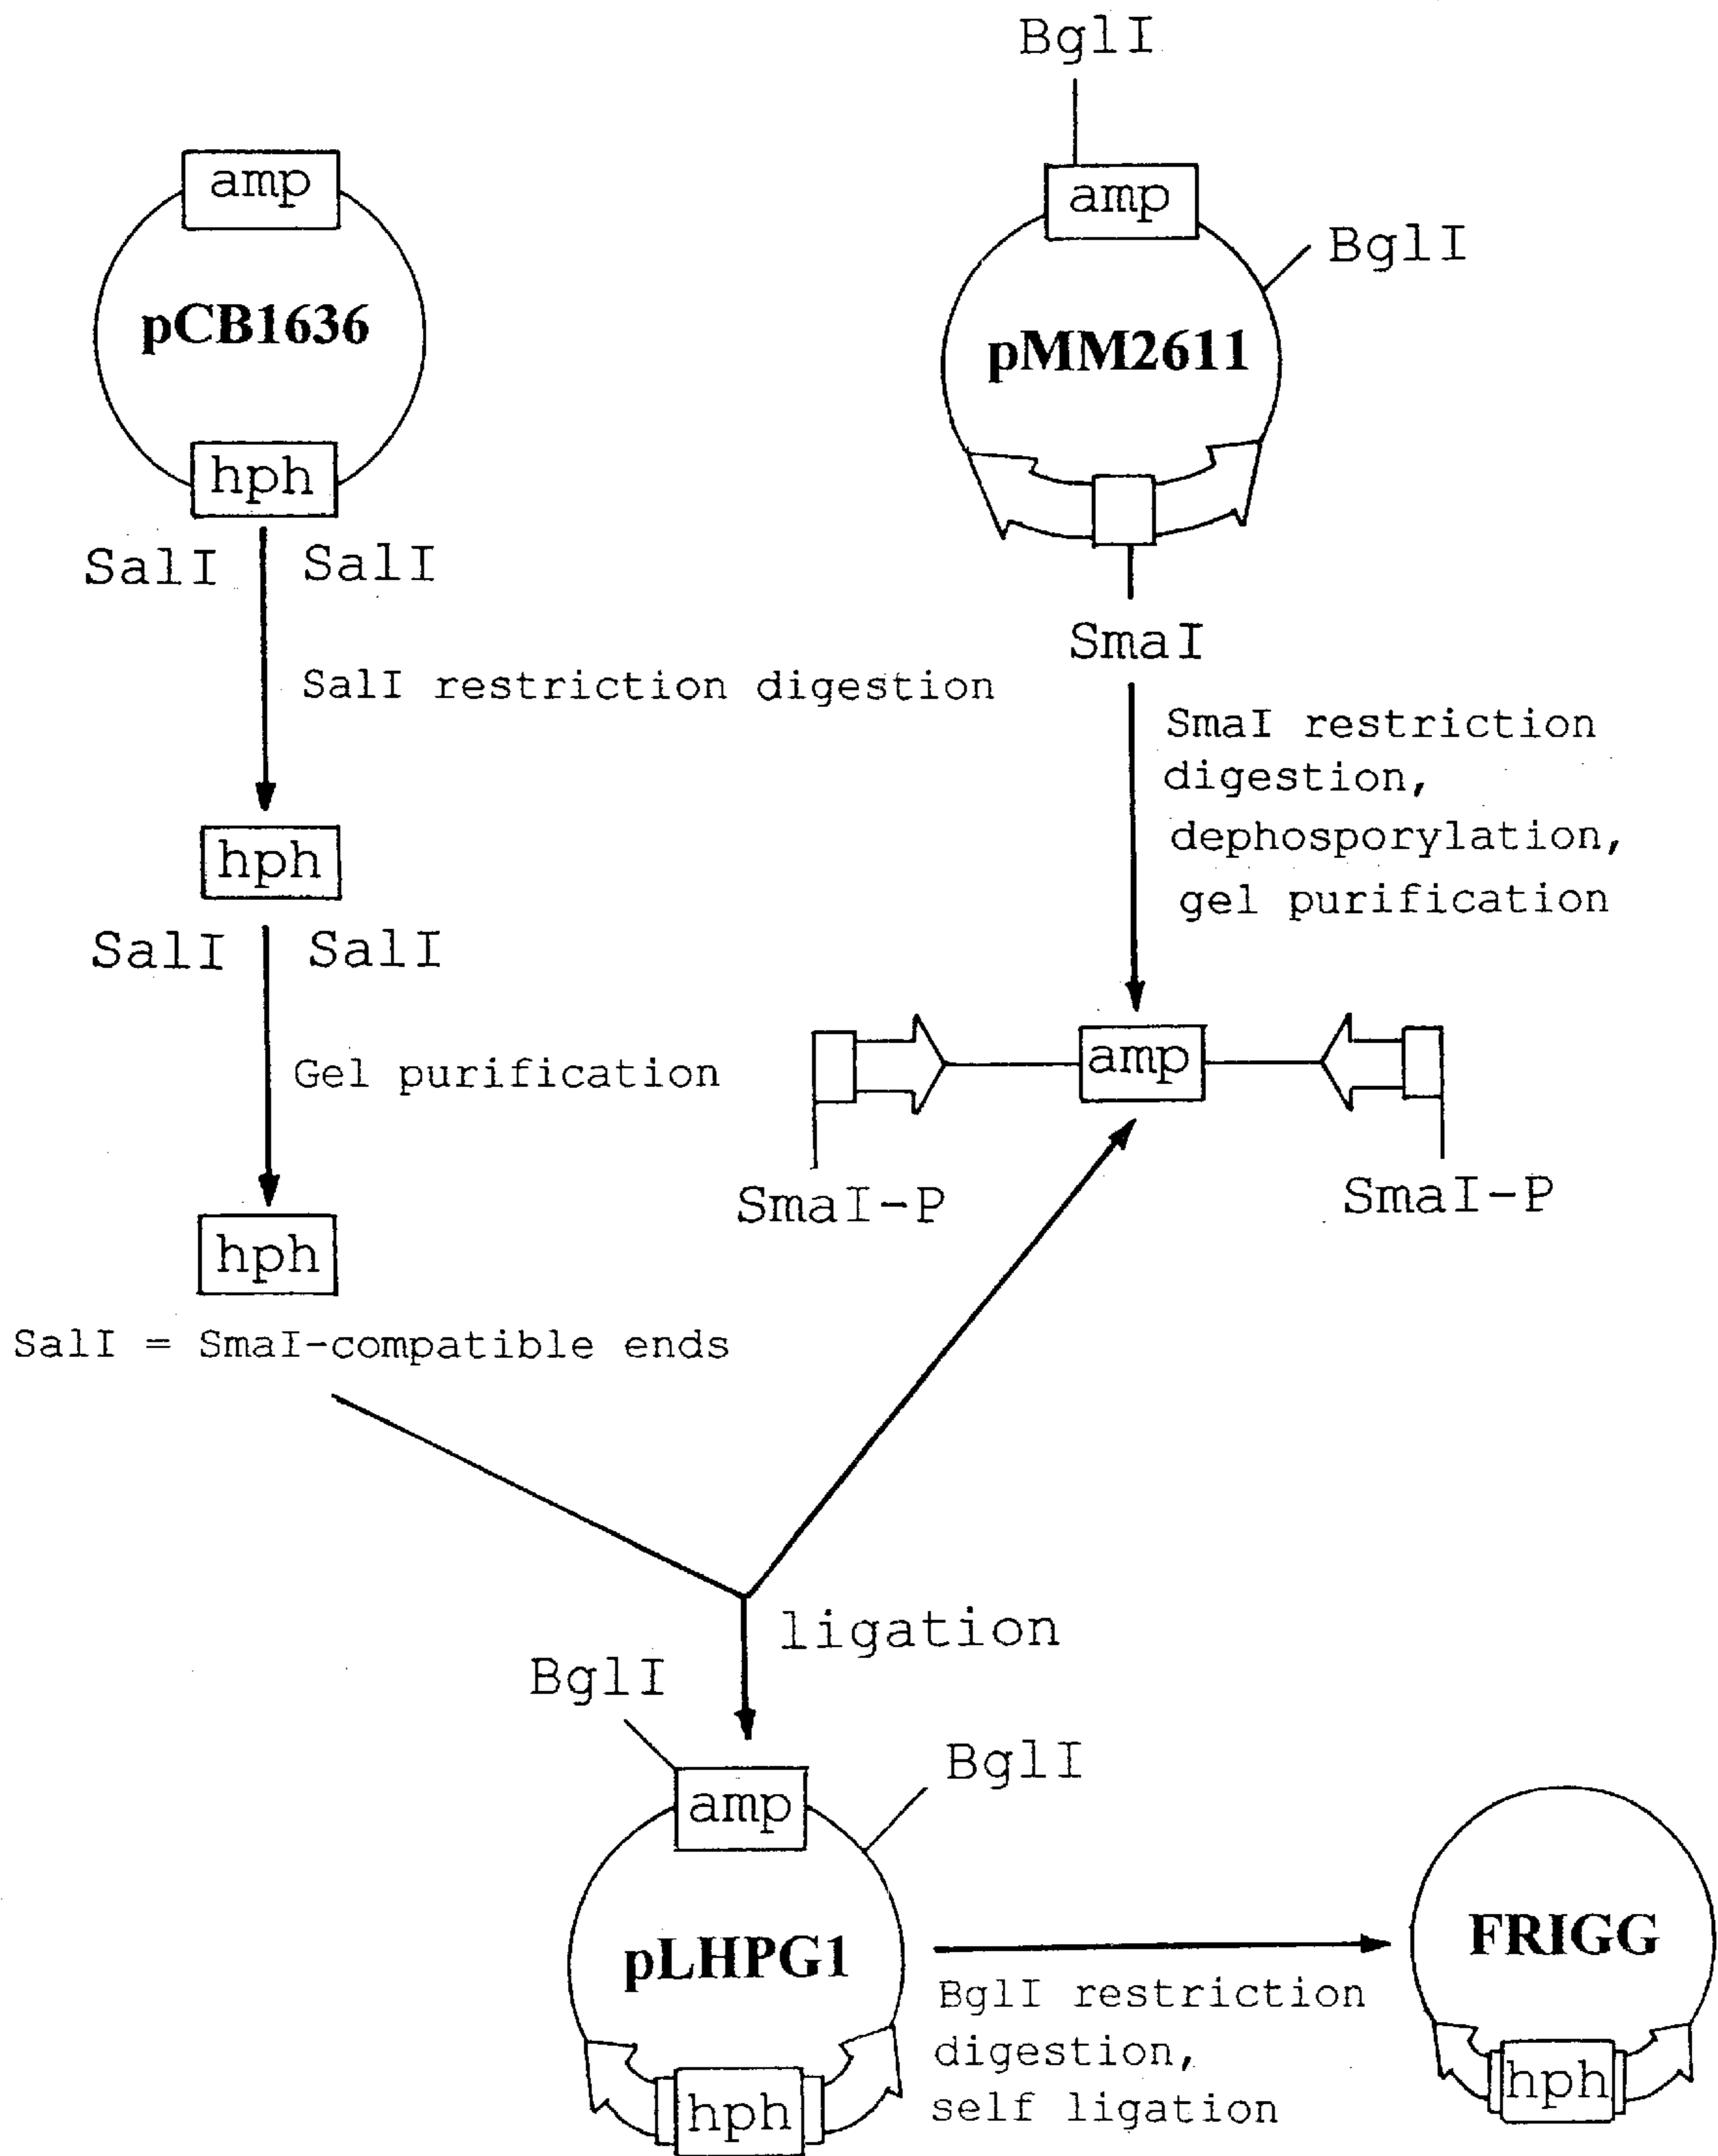 BglI
amp
pCB1636
hph
SalI SalI
SalI restriction digestion
hph
SalI SalI
Gel purification
hph
SalI = SmaI-compatible ends
amp
BglI
pMM2611
SmaI
SmaI restriction
digestion,
dephosporylation,
gel purification
amp
SmaI-P
SmaI-P
ligation
BglI
BglI
amp
pLHPG1
hph
BglI restriction
digestion,
self ligation
FRIGG
hph